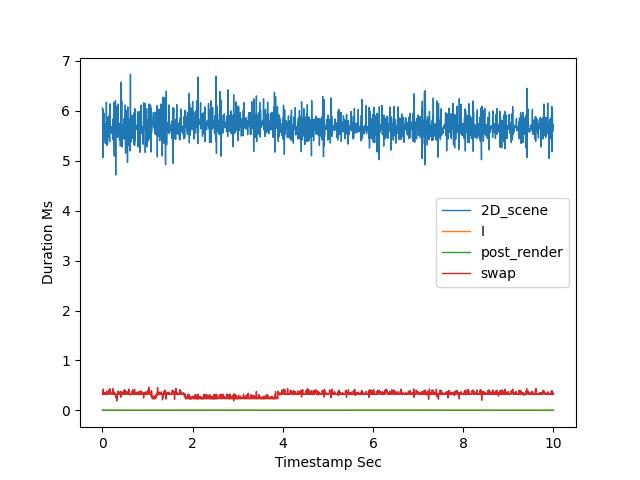 7
6
5
4
3
2
1
0
Duration Ms
2D_scene
I
post_render
swap
0 2 4 6 8 10
Timestamp Sec